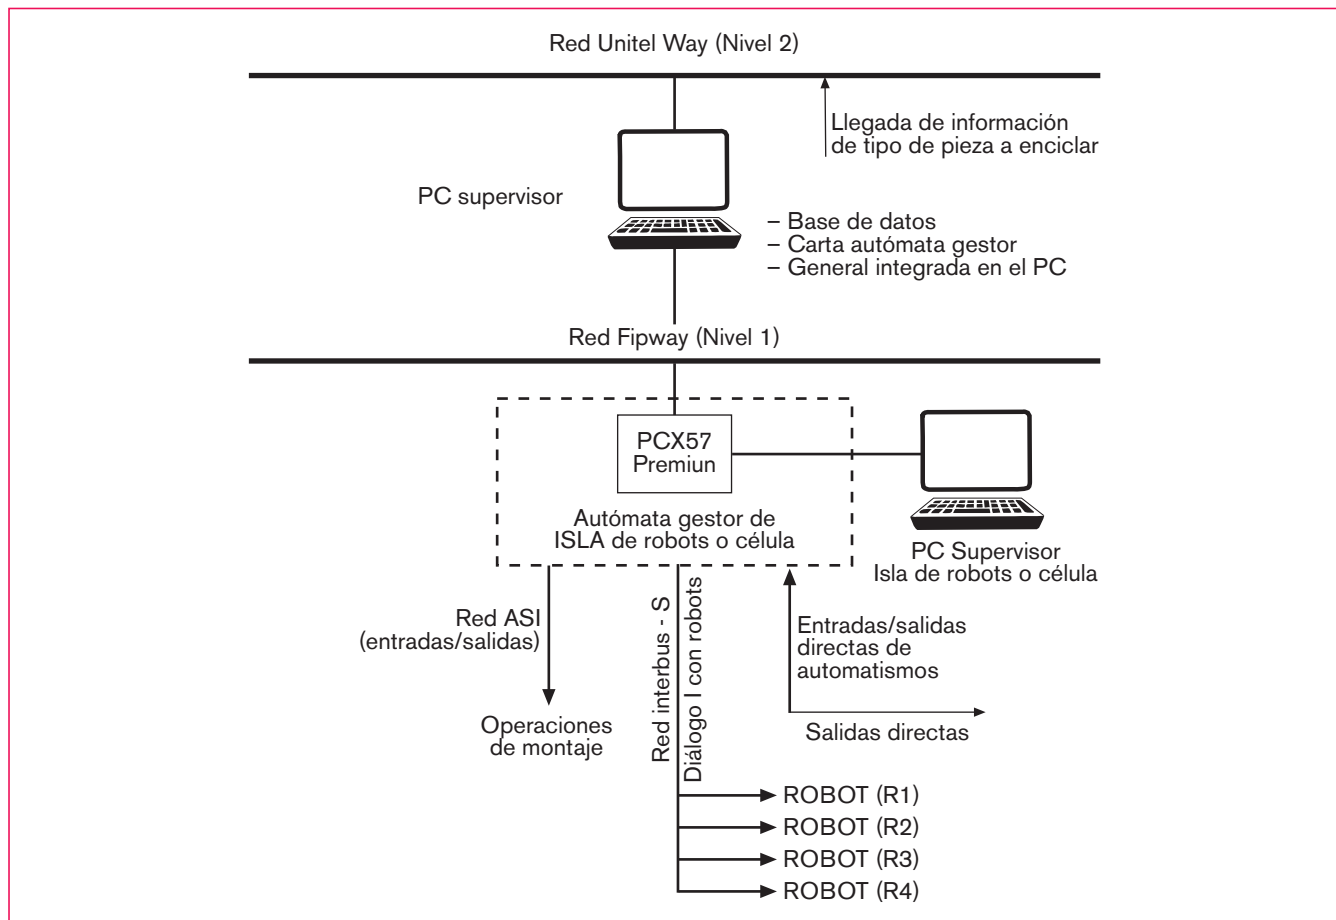 Red Unitel Way (Nivel 2)
Llegada de información
de tipo de pieza a enciclar
PC supervisor
– Base de datos
– Carta autómata gestor
– General integrada en el PC
Red Fipway (Nivel 1)
PCX57
Premiun
Autómata gestor de
ISLA de robots o célula
PC Supervisor
Isla de robots o célula
Red ASI
(entradas/salidas)
Red interbus - S
Diálogo I con robots
Entradas/salidas
directas de
automatismos
Operaciones
de montaje
Salidas directas
ROBOT (R1)
ROBOT (R2)
ROBOT (R3)
ROBOT (R4)